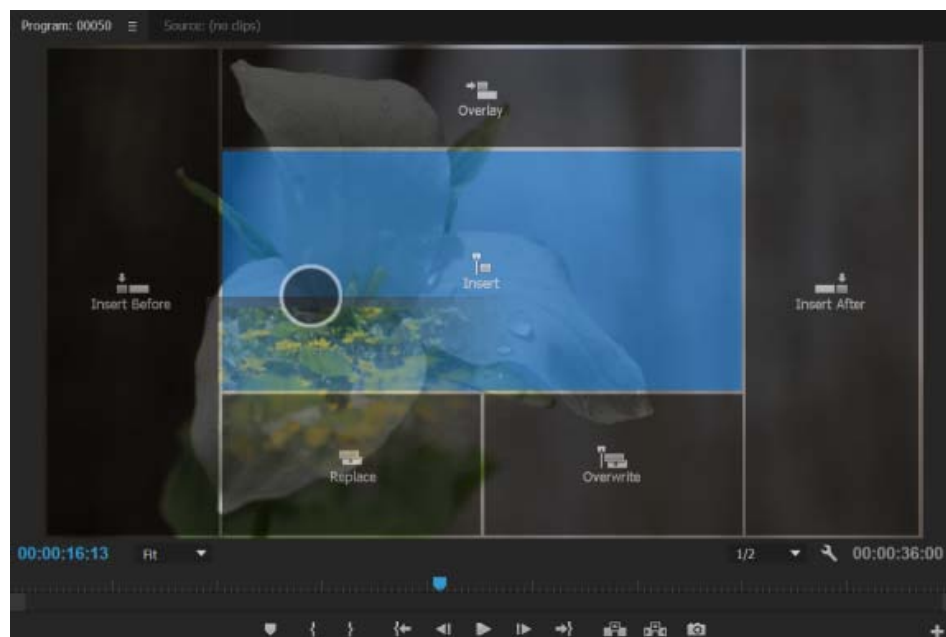 Program: 00050 Source: (no clips)
Overlay
Insert
Insert Before
Insert After
Replace
Overwrite
00:00:16:13 Fit 1/2 00:00:36:00